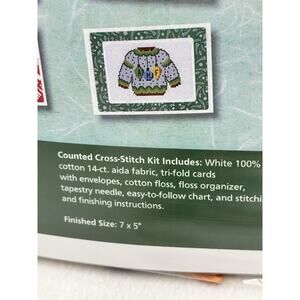 Counted Cross-Stitch Kit Includes: White 100%
cotton 14-ct. aida fabric, tri-fold cards
with envelopes, cotton floss, floss organizer,
tapestry needle, easy-to-follow chart, and stitchi
and finishing instructions.
Finished Size: 7 x 5"